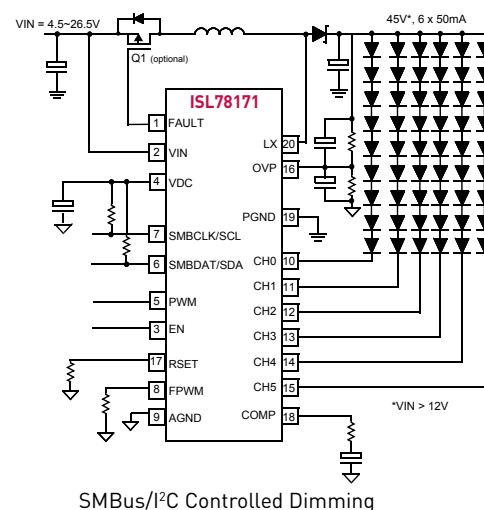 VIN = 4.5~26.5V
45V*, 6 x 50mA
Q1 (optional)
ISL78171
1 FAULT
2 VIN
4 VDC
7 SMBCLK/SCL
6 SMBDAT/SDA
5 PWM
3 EN
17 RSET
8 FPWM
9 AGND
LX 20
OVP 16
PGND 19
CH0 10
CH1 11
CH2 12
CH3 13
CH4 14
CH5 15
COMP 18
*VIN > 12V
SMBus/I²C Controlled Dimming